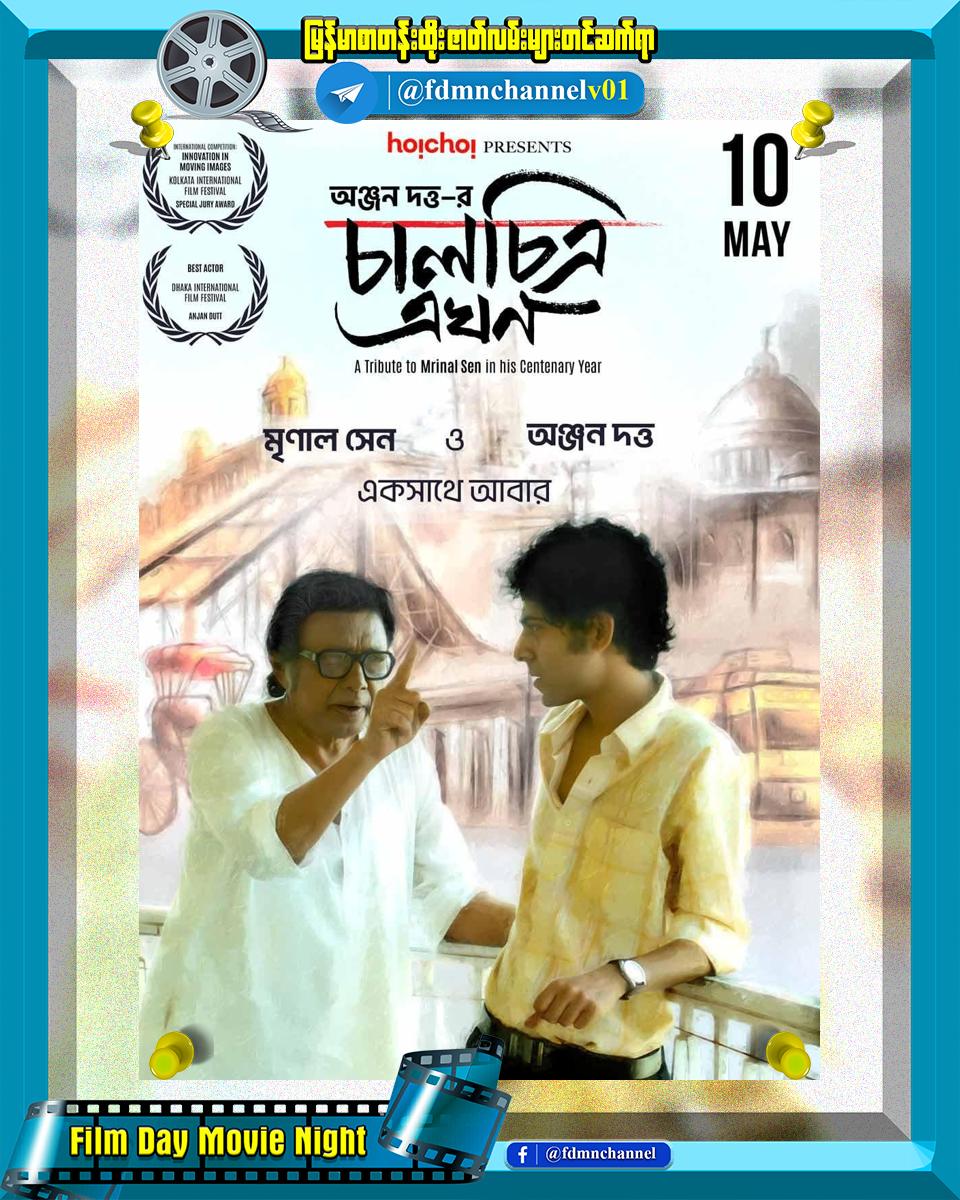 မြန်မာစာတန်းထိုးဇာတ်လမ်းများတင်ဆက်ရာ
@fdmnchannelv01
hoichoi PRESENTS
INTERNATIONAL COMPETITION:
INNOVATION IN
MOVING IMAGES
KOLKATA INTERNATIONAL
FILM FESTIVAL
SPECIAL JURY AWARD
BEST ACTOR
DHAKA INTERNATIONAL
FILM FESTIVAL
ANJAN DUTT
10
MAY
অঞ্জন দত্ত-র
চালচিত্র
এখন
A Tribute to Mrinal Sen in his Centenary Year
মৃণাল সেন ও অঞ্জন দত্ত
একসাথে আবার
Film Day Movie Night
f @fdmnchannel